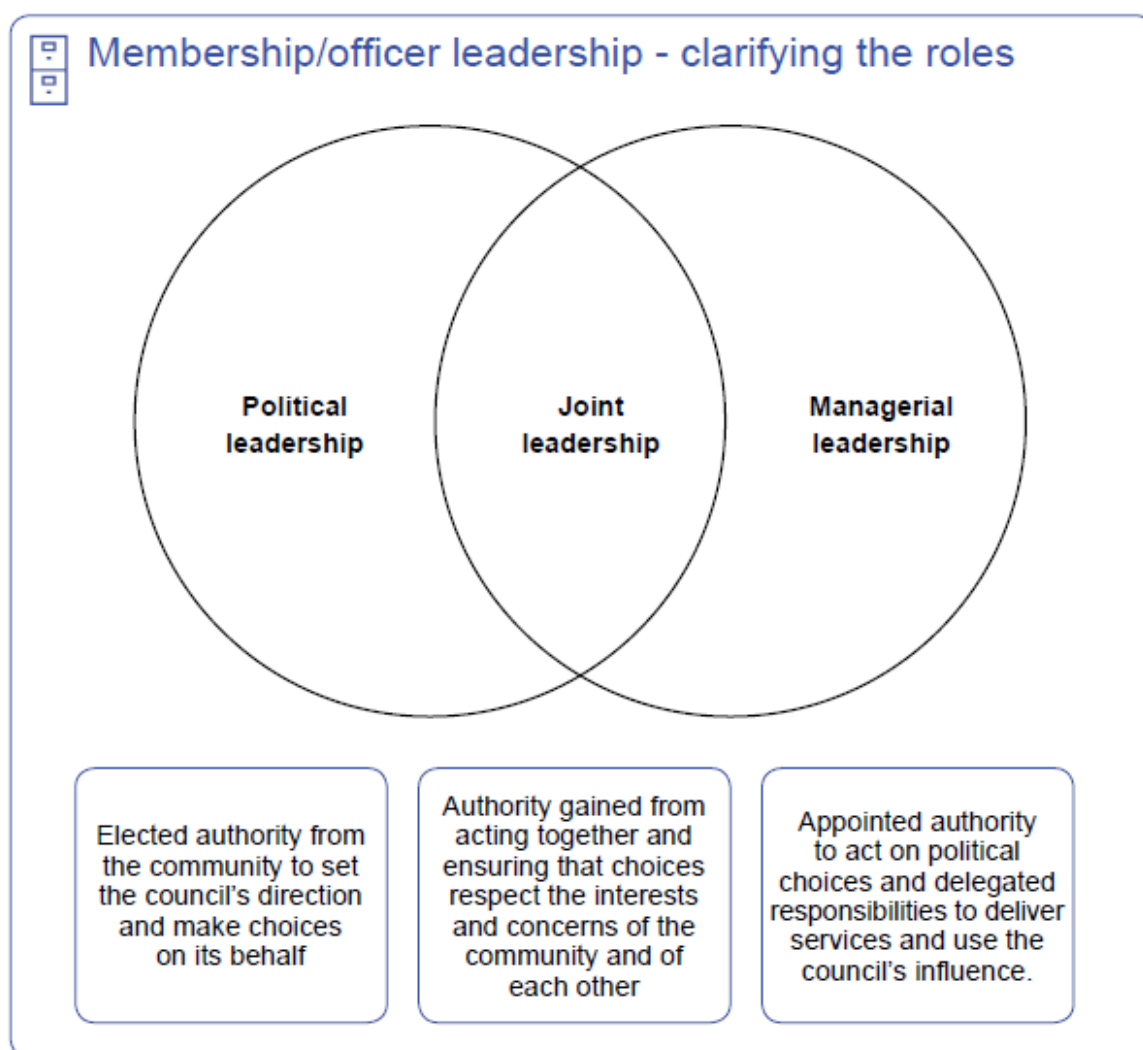 Membership/officer leadership - clarifying the roles
Political
leadership
Joint
leadership
Managerial
leadership
Elected authority from
the community to set
the council's direction
and make choices
on its behalf
Authority gained from
acting together and
ensuring that choices
respect the interests
and concerns of the
community and of
each other
Appointed authority
to act on political
choices and delegated
responsibilities to deliver
services and use the
council's influence.